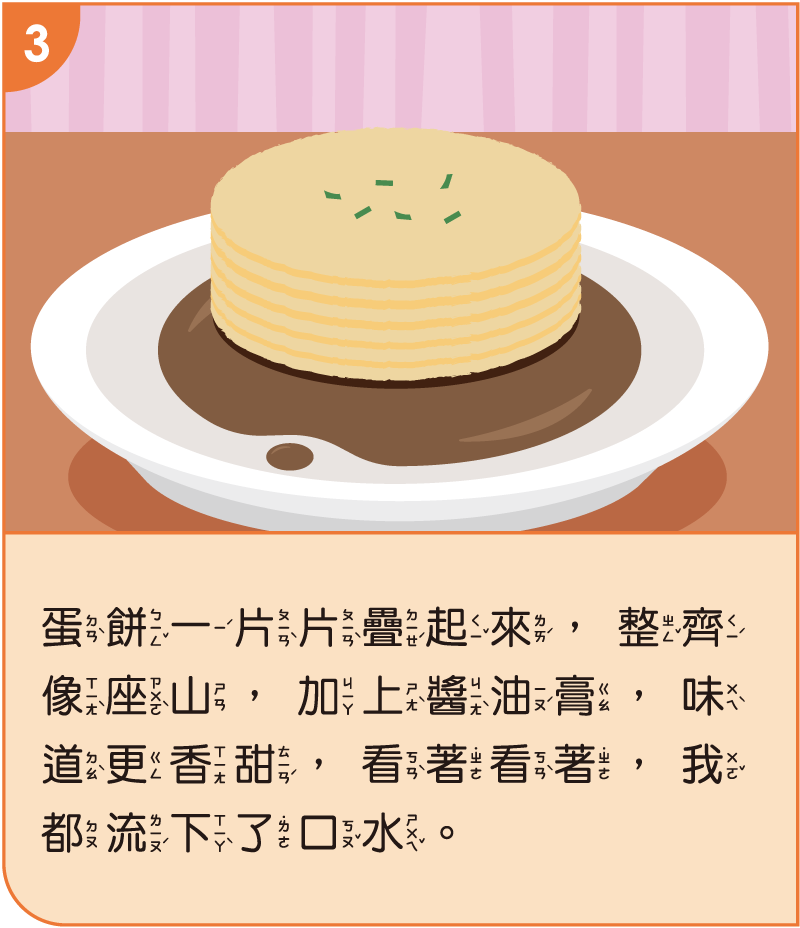 3
蛋餅一片片疊起來，整齊
像座山，加上醬油膏，味
道更香甜，看著看著，我
都流下了口水。